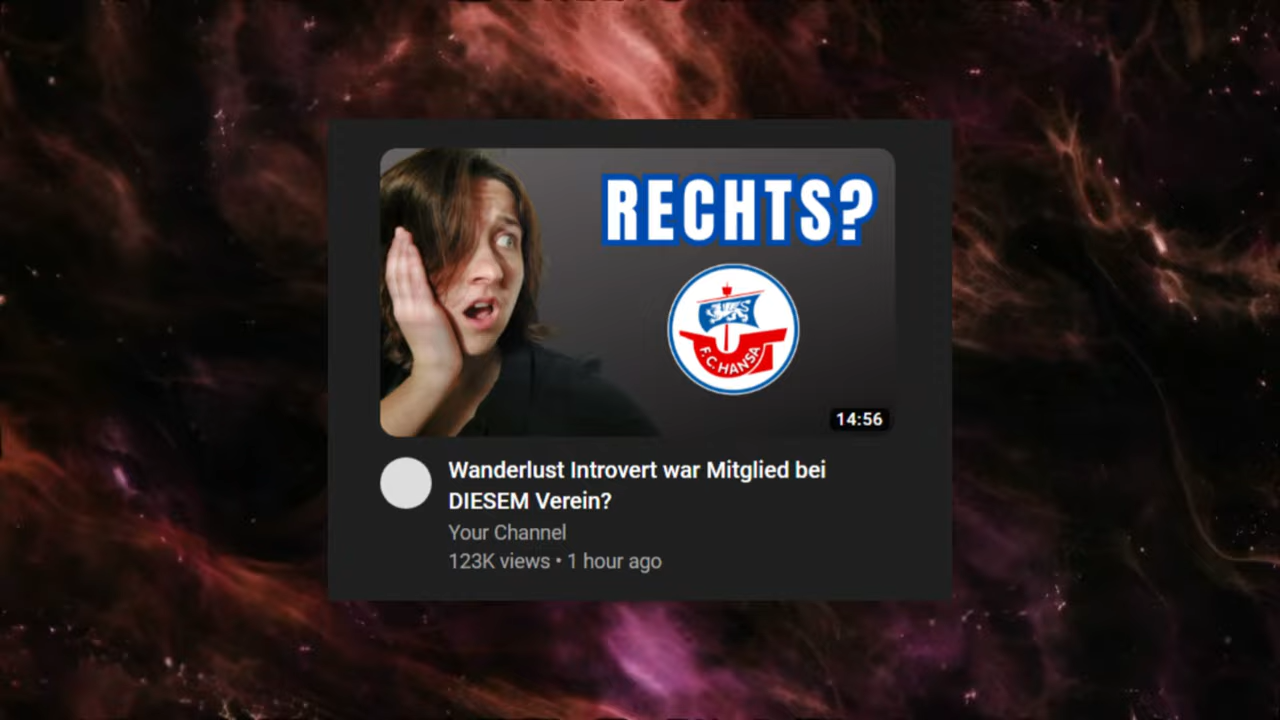 RECHTS?
F.C. HANSA
14:56
Wanderlust Introvert war Mitglied bei
DIESEM Verein?
Your Channel
123K views • 1 hour ago